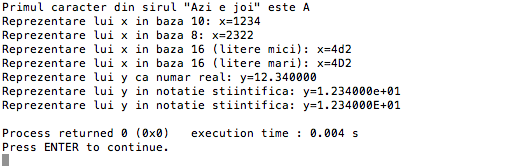 Primul caracter din sirul "Azi e joi" este A
Reprezentare lui x in baza 10: x=1234
Reprezentare lui x in baza 8: x=2322
Reprezentare lui x in baza 16 (litere mici): x=4d2
Reprezentare lui x in baza 16 (litere mari): x=4D2
Reprezentare lui y ca numar real: y=12.340000
Reprezentare lui y in notatie stiintifica: y=1.234000e+01
Reprezentare lui y in notatie stiintifica: y=1.234000E+01
Process returned 0 (0x0)   execution time : 0.004 s
Press ENTER to continue.